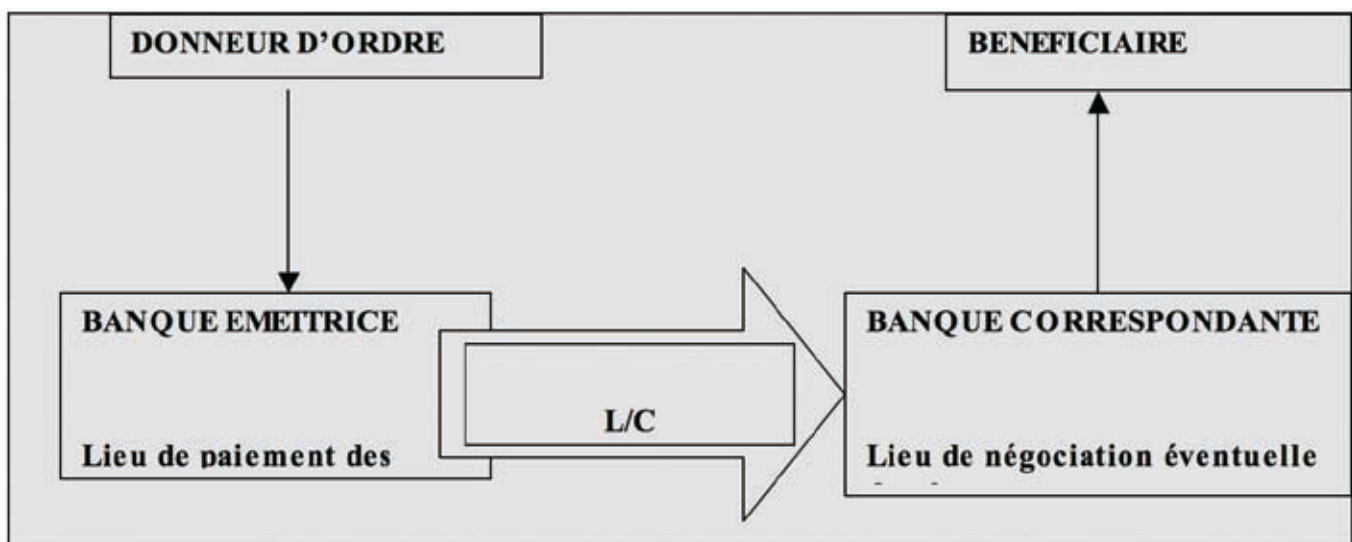 DONNEUR D’ORDRE
BENEFICIAIRE
BANQUE EMETTRICE
Lieu de paiement des
L/C
BANQUE CORRESPONDANTE
Lieu de négociation éventuelle